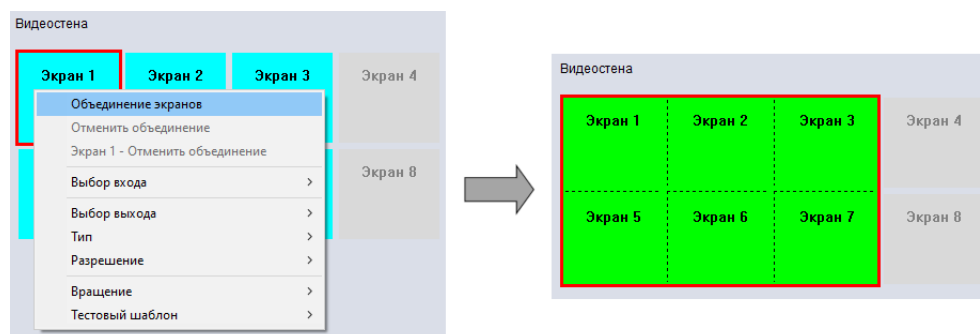 Видеостена
Экран 1 Экран 2 Экран 3 Экран 4
Объединение экранов
Отменить объединение
Экран 1 - Отменить объединение
Выбор входа
Экран 8
Выбор выхода
Тип
Разрешение
Вращение
Тестовый шаблон
Видеостена
Экран 1 Экран 2 Экран 3 Экран 4
Экран 5 Экран 6 Экран 7 Экран 8